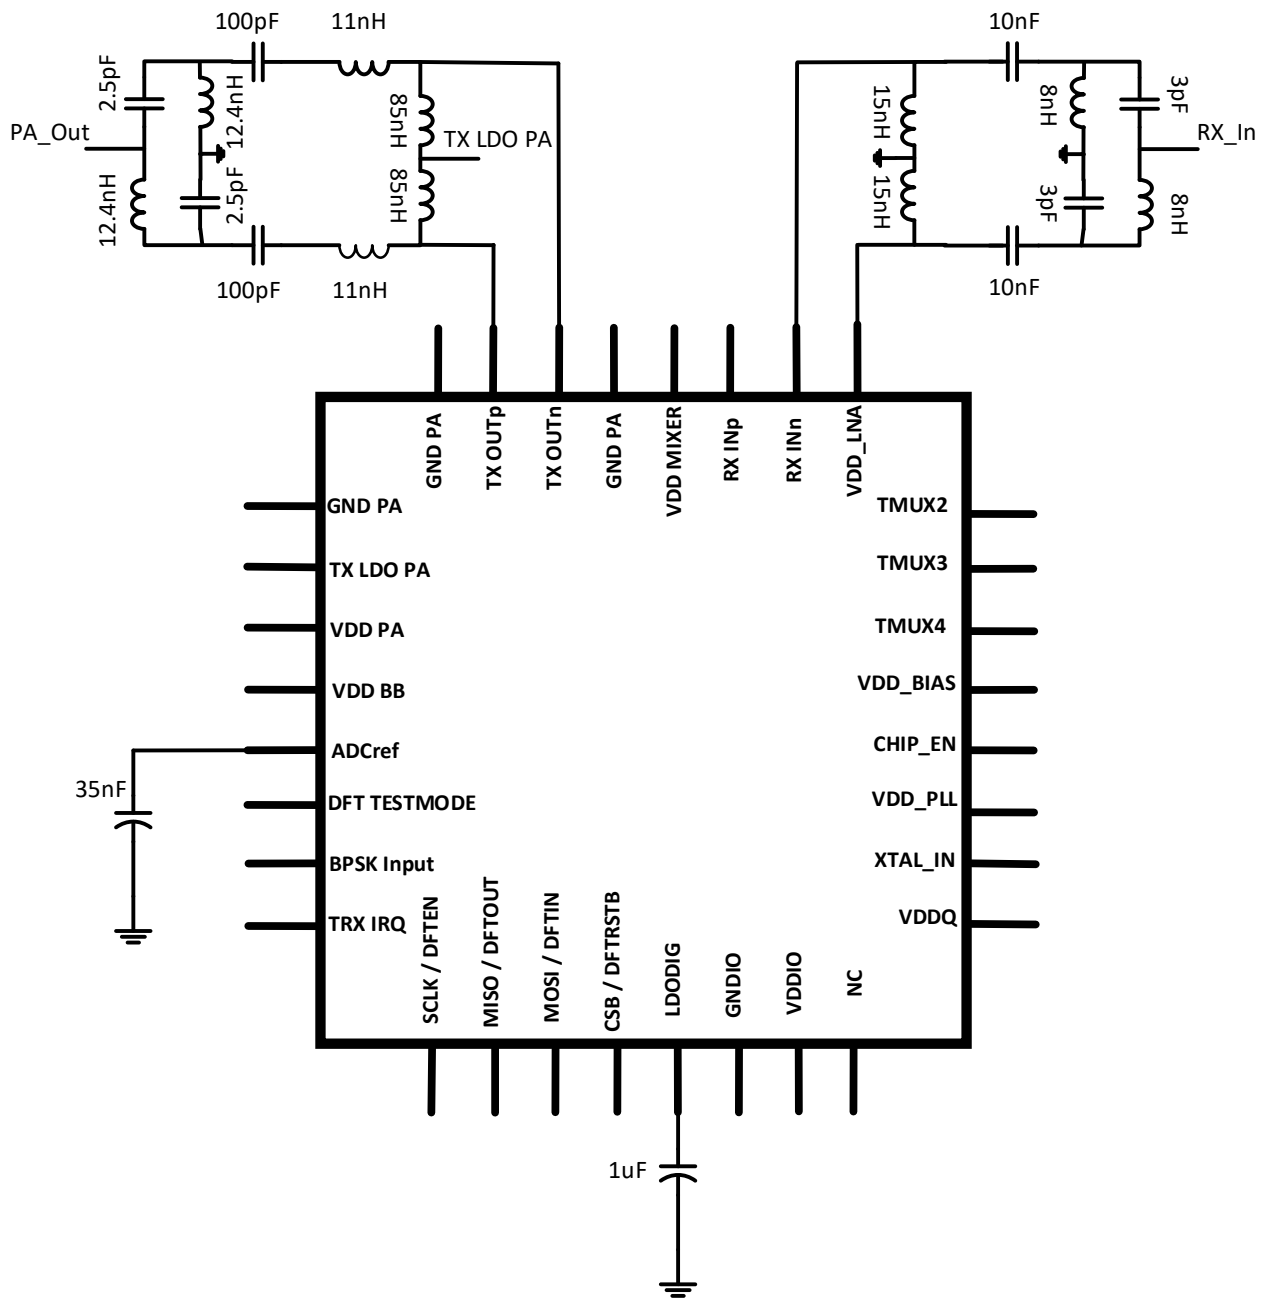 100pF
11nH
10nF
2.5pF
12.4nH
85nH
15nH
8nH
3pF
PA_Out
TX LDO PA
RX_In
12.4nH
2.5pF
85nH
15nH
3pF
8nH
100pF
11nH
10nF
GND PA
TX OUTp
TX OUTn
GND PA
VDD MIXER
RX INp
RX INn
VDD_LNA
GND PA
TX LDO PA
VDD PA
VDD BB
ADCref
DFT TESTMODE
BPSK Input
TRX IRQ
35nF
TMUX2
TMUX3
TMUX4
VDD_BIAS
CHIP_EN
VDD_PLL
XTAL_IN
VDDQ
SCLK / DFTEN
MISO / DFTOUT
MOSI / DFTIN
CSB / DFTRSTB
LDODIG
GNDIO
VDDIO
NC
1uF